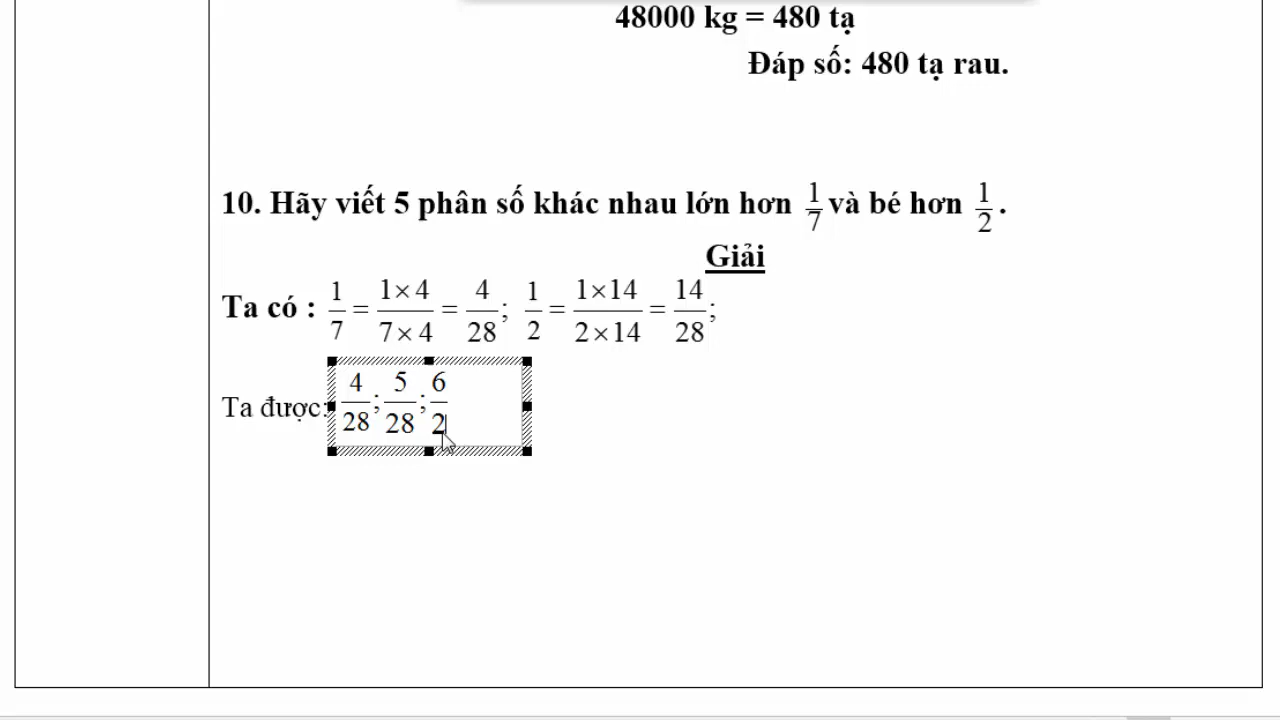 48000 kg = 480 tạ
Đáp số: 480 tạ rau.
10. Hãy viết 5 phân số khác nhau lớn hơn 1/7 và bé hơn 1/2.
Giải
Ta có : 1/7 = 1×4/7×4 = 4/28; 1/2 = 1×14/2×14 = 14/28;
Ta được: 4/28; 5/28; 6/2